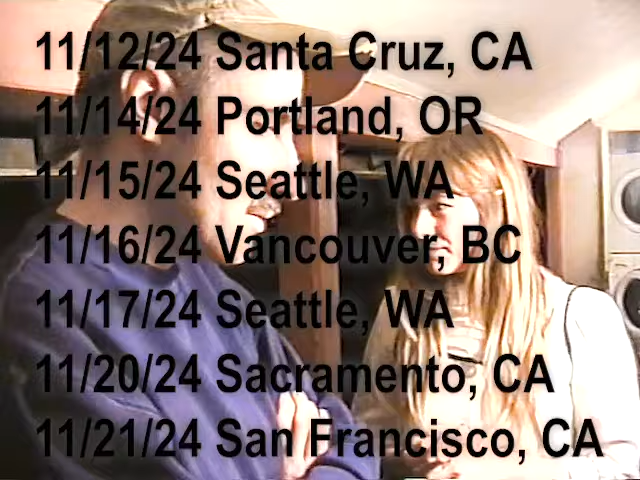 11/12/24 Santa Cruz, CA
11/14/24 Portland, OR
11/15/24 Seattle, WA
11/16/24 Vancouver, BC
11/17/24 Seattle, WA
11/20/24 Sacramento, CA
11/21/24 San Francisco, CA